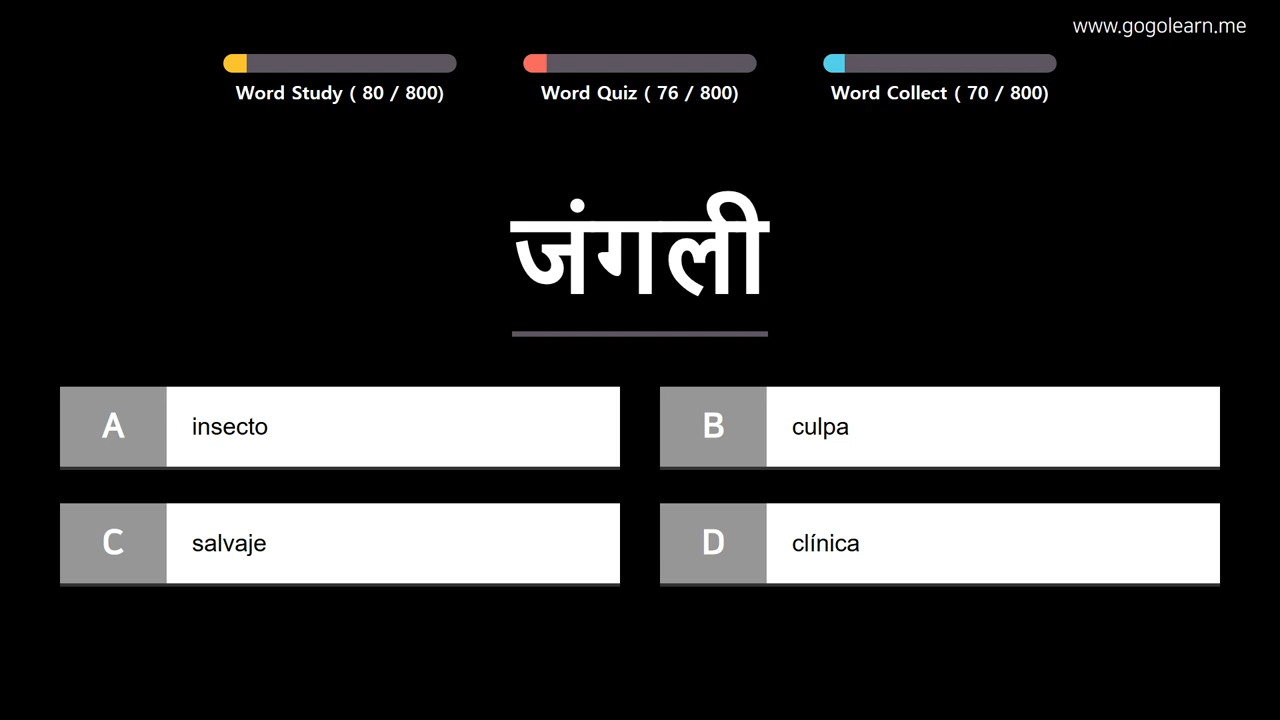 www.gogolearn.me
Word Study ( 80 / 800)
Word Quiz ( 76 / 800)
Word Collect ( 70 / 800)
जंगली
A insecto
B culpa
C salvaje
D clínica